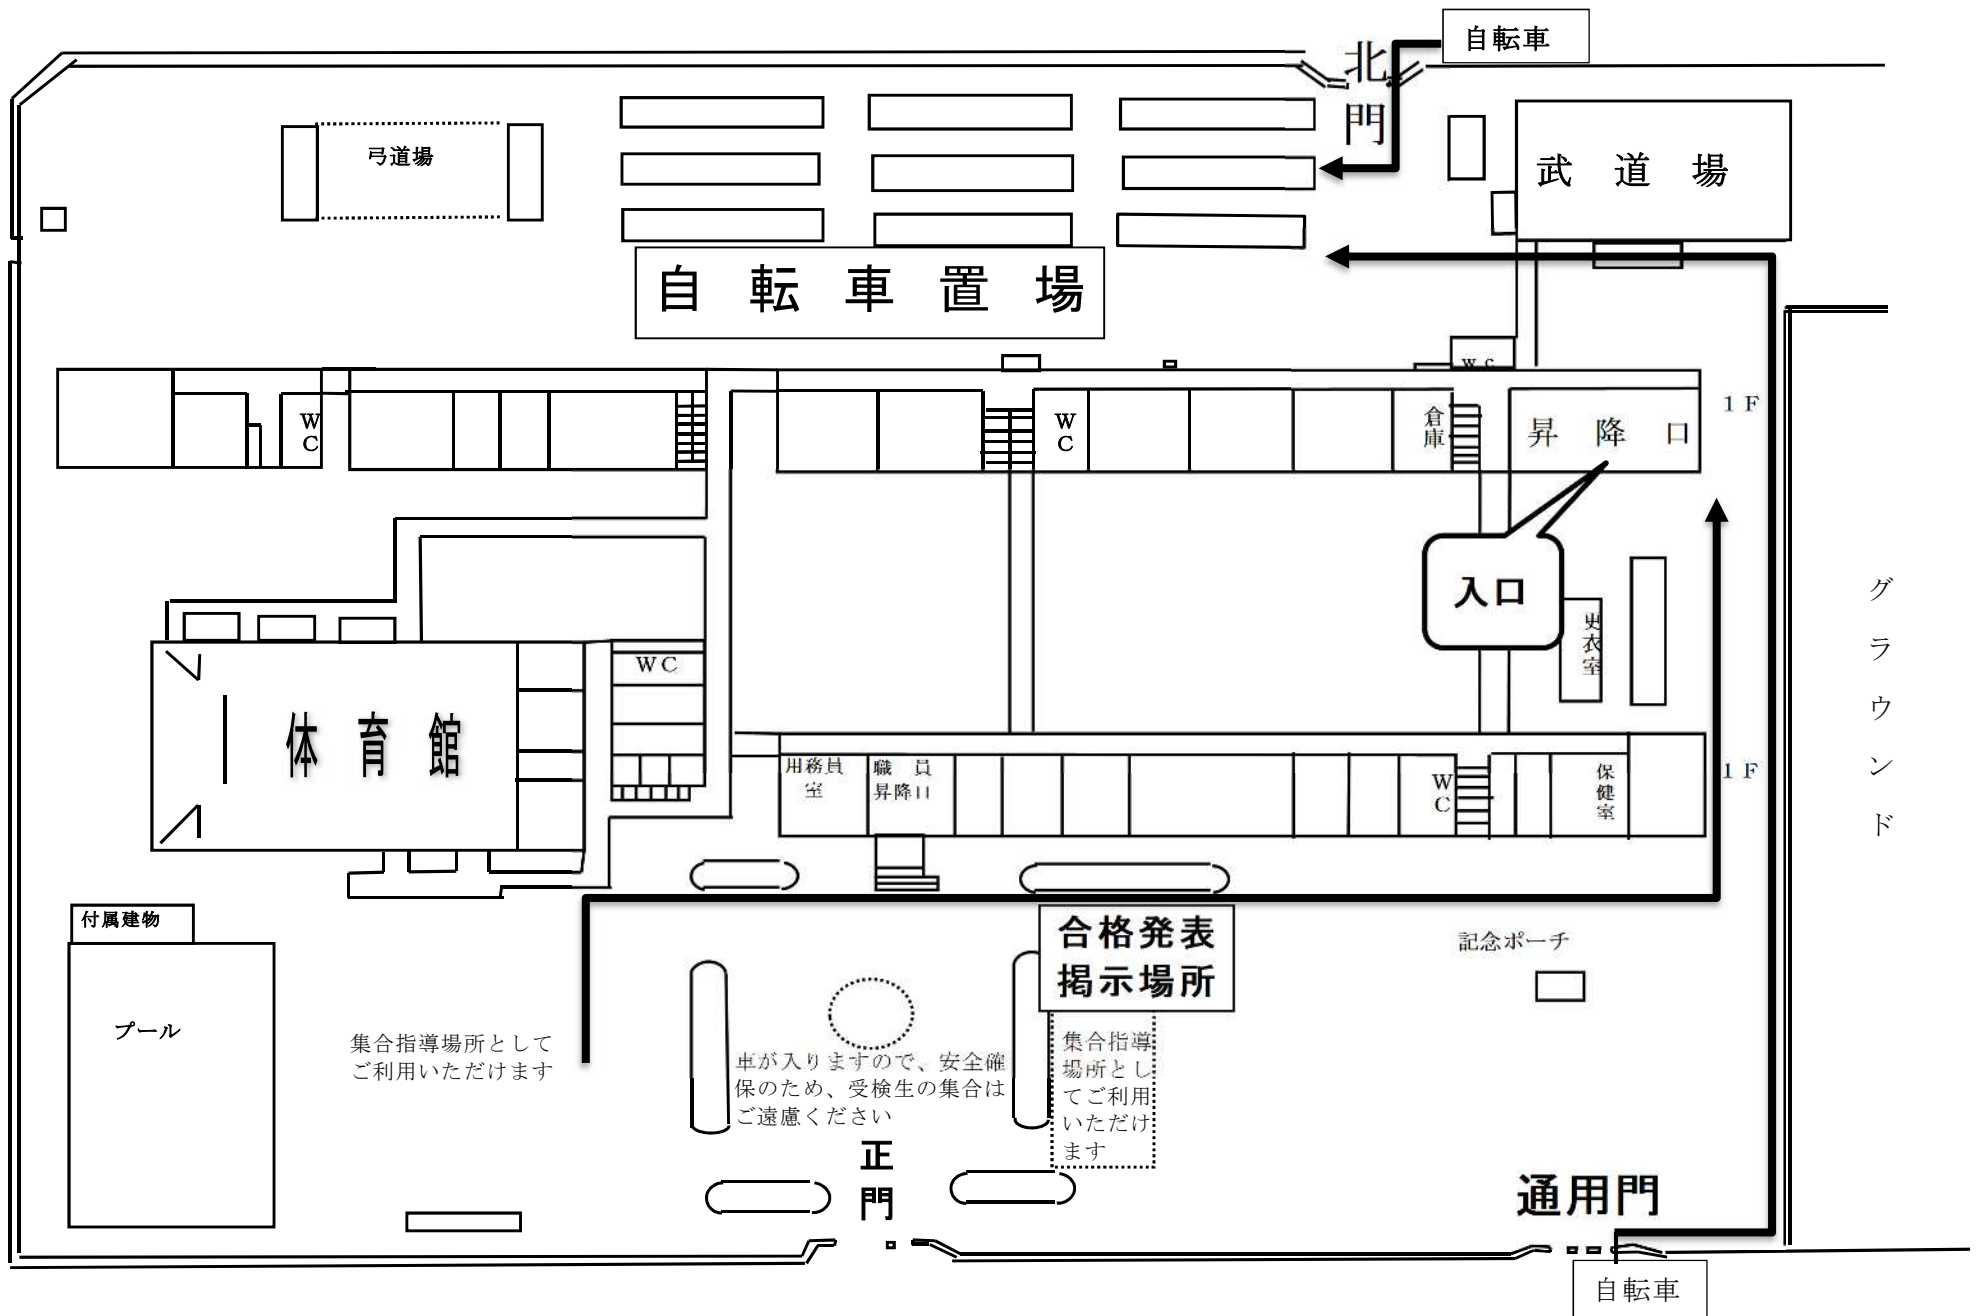 自転車
北門
弓道場
武道場
自転車置場
WC
WC
WC
倉庫
昇降口
1F
入口
更衣室
グラウンド
WC
体育館
用務員
室
職員
昇降口
WC
保健室
1F
付属建物
プール
合格発表
掲示場所
記念ポーチ
集合指導場所として
ご利用いただけます
車が入りますので、安全確
保のため、受検生の集合は
ご遠慮ください
集合指導
場所とし
てご利用
いただけ
ます
正門
通用門
自転車